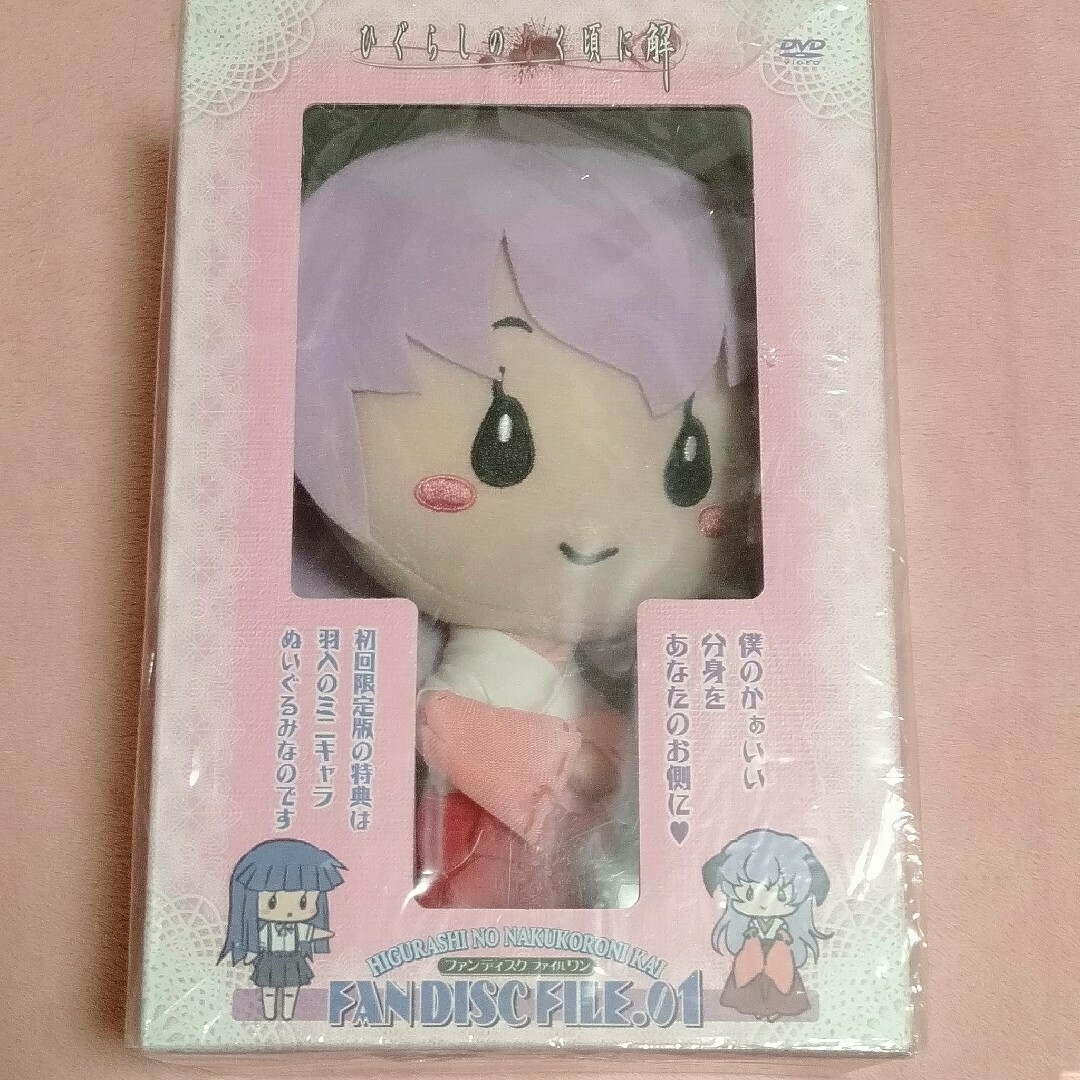 ひぐらしのなく頃に解
DVD
VIDEO
僕のかぁいい
分身を
あなたのお側に♥
初回限定版の特典は
羽入のミニキャラ
ぬいぐるみなのです
HIGURASHI NO NAKUKORONI KAI
ファンディスク ファイルワン
FAN DISC FILE.01